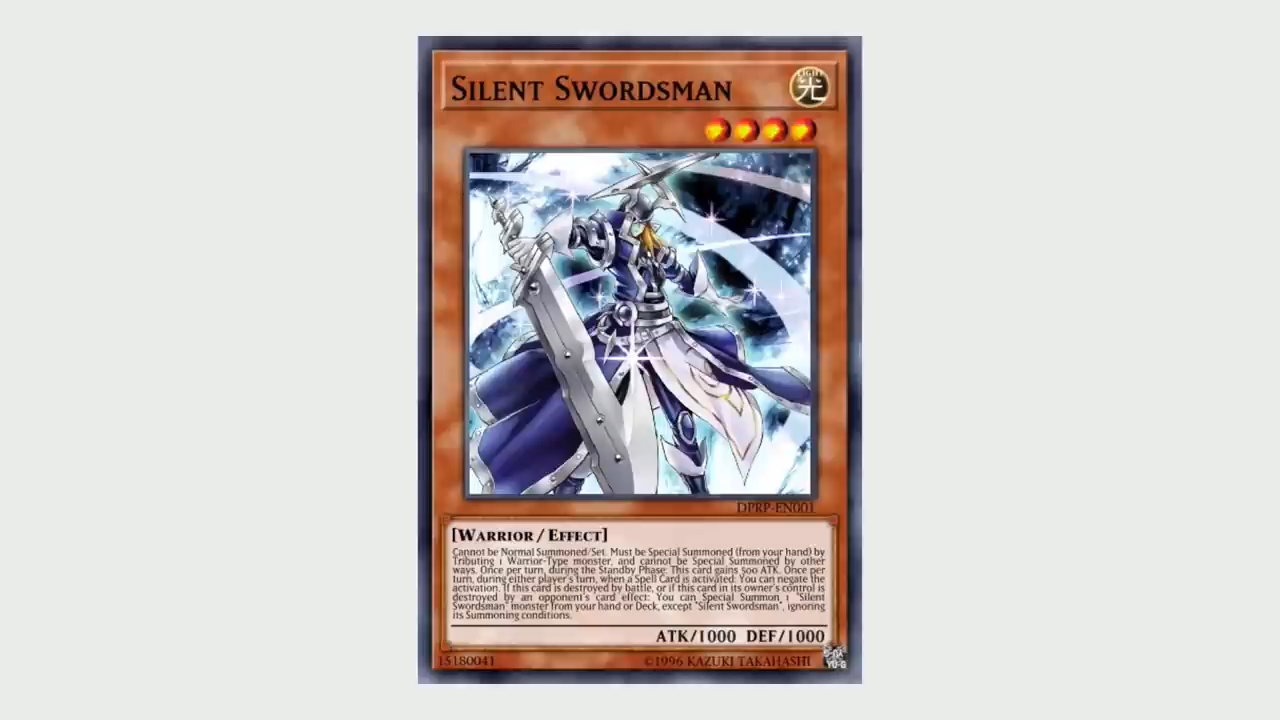 SILENT SWORDSMAN
LIGHT
光
DPRP-EN001
[WARRIOR / EFFECT]
Cannot be Normal Summoned/Set. Must be Special Summoned (from your hand) by
Tributing 1 Warrior-Type monster, and cannot be Special Summoned by other
ways. Once per turn, during the Standby Phase: This card gains 500 ATK. Once per
turn, during either player's turn, when a Spell Card is activated: You can negate the
activation. If this card is destroyed by battle, or if this card in its owner's control is
destroyed by an opponent's card effect: You can Special Summon 1 "Silent
Swordsman" monster from your hand or Deck, except "Silent Swordsman", ignoring
its Summoning conditions.
ATK/1000 DEF/1000
15180041
©1996 KAZUKI TAKAHASHI